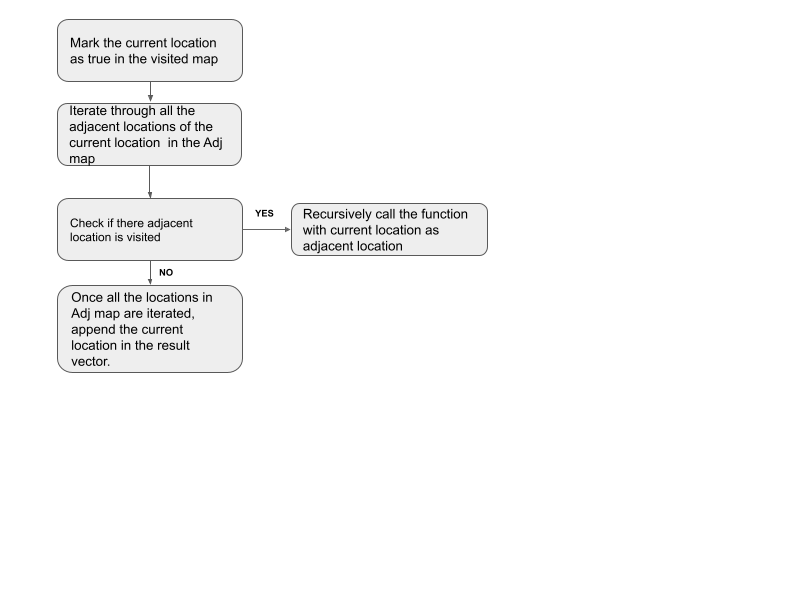 Mark the current location
as true in the visited map
Iterate through all the
adjacent locations of the
current location  in the Adj
map
Check if there adjacent
location is visited
YES
Recursively call the function
with current location as
adjacent location
NO
Once all the locations in
Adj map are iterated,
append the current
location in the result
vector.